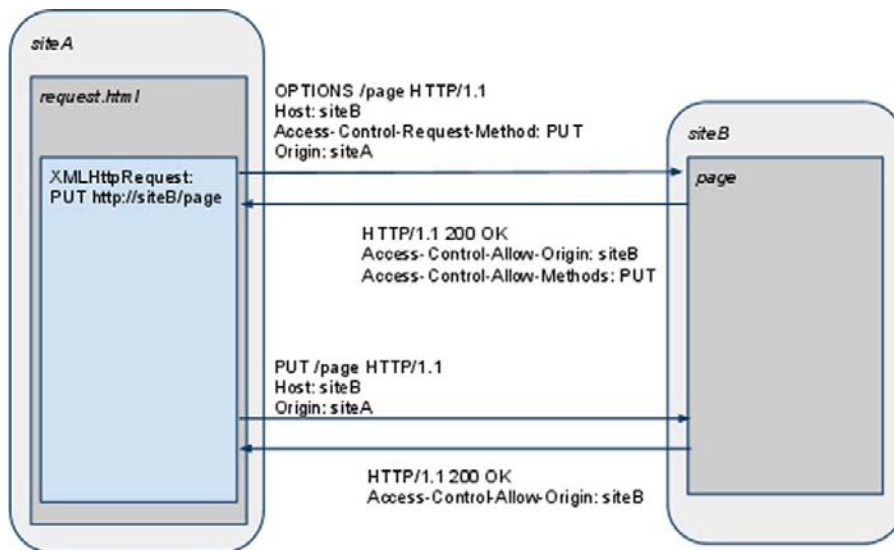 siteA
request.html
XMLHttpRequest:
PUT http://siteB/page
OPTIONS /page HTTP/1.1
Host: siteB
Access-Control-Request-Method: PUT
Origin: siteA
siteB
page
HTTP/1.1 200 OK
Access-Control-Allow-Origin: siteB
Access-Control-Allow-Methods: PUT
PUT /page HTTP/1.1
Host: siteB
Origin: siteA
HTTP/1.1 200 OK
Access-Control-Allow-Origin: siteB